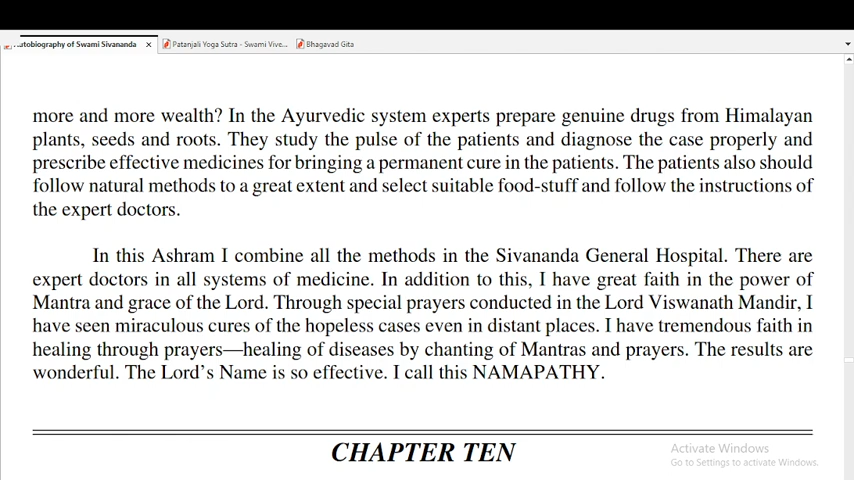 utobiography of Swami Sivananda × Patanjali Yoga Sutra - Swami Vive... Bhagavad Gita
more and more wealth? In the Ayurvedic system experts prepare genuine drugs from Himalayan
plants, seeds and roots. They study the pulse of the patients and diagnose the case properly and
prescribe effective medicines for bringing a permanent cure in the patients. The patients also should
follow natural methods to a great extent and select suitable food-stuff and follow the instructions of
the expert doctors.
In this Ashram I combine all the methods in the Sivananda General Hospital. There are
expert doctors in all systems of medicine. In addition to this, I have great faith in the power of
Mantra and grace of the Lord. Through special prayers conducted in the Lord Viswanath Mandir, I
have seen miraculous cures of the hopeless cases even in distant places. I have tremendous faith in
healing through prayers—healing of diseases by chanting of Mantras and prayers. The results are
wonderful. The Lord's Name is so effective. I call this NAMAPATHY.
CHAPTER TEN
Activate Windows
Go to Settings to activate Windows.